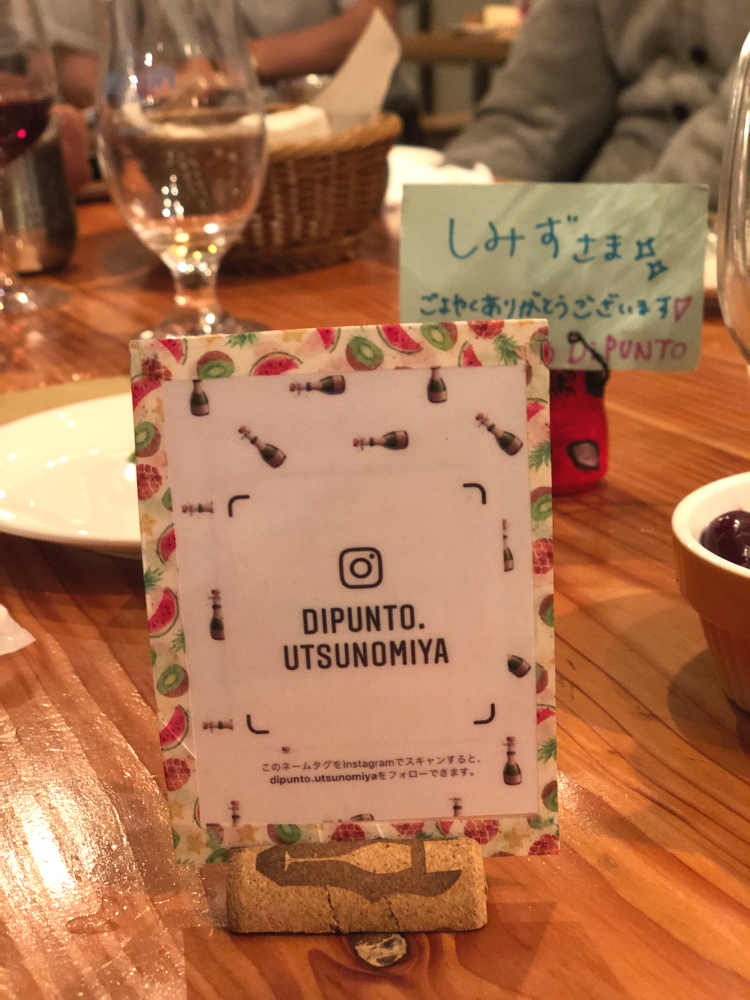 しみずさま
ごよやくありがとうございます♡
Di PUNTO
DIPUNTO.
UTSUNOMIYA
このネームタグをInstagramでスキャンすると、
dipunto.utsunomiyaをフォローできます。